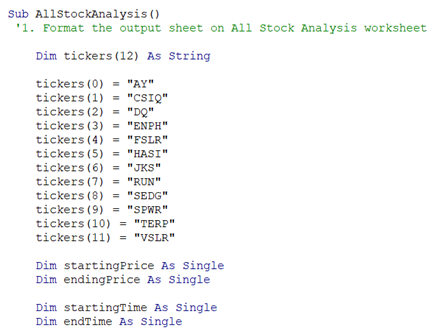 Sub AllStockAnalysis()
'1. Format the output sheet on All Stock Analysis worksheet
Dim tickers(12) As String
tickers(0) = "AY"
tickers(1) = "CSIQ"
tickers(2) = "DQ"
tickers(3) = "ENPH"
tickers(4) = "FSLR"
tickers(5) = "HASI"
tickers(6) = "JKS"
tickers(7) = "RUN"
tickers(8) = "SEDG"
tickers(9) = "SPWR"
tickers(10) = "TERP"
tickers(11) = "VSLR"
Dim startingPrice As Single
Dim endingPrice As Single
Dim startingTime As Single
Dim endTime As Single